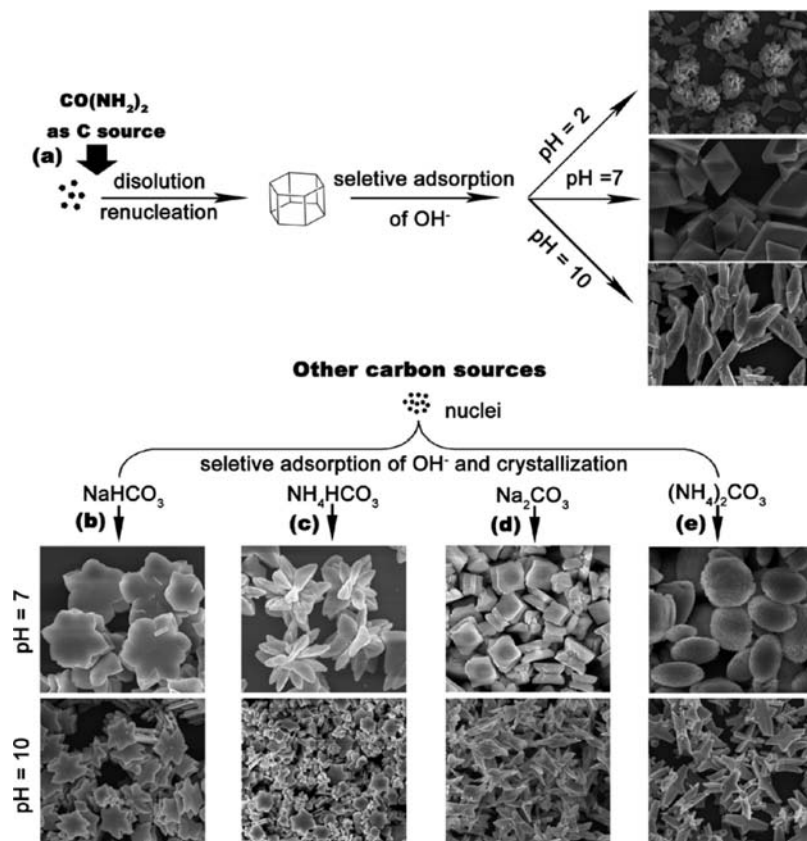 CO(NH₂)₂
as C source
(a)
disolution
renucleation
seletive adsorption
of OH⁻
pH = 2
pH =7
pH = 10
Other carbon sources
nuclei
seletive adsorption of OH⁻ and crystallization
NaHCO₃
(b)
NH₄HCO₃
(c)
Na₂CO₃
(d)
(NH₄)₂CO₃
(e)
pH = 7
pH = 10